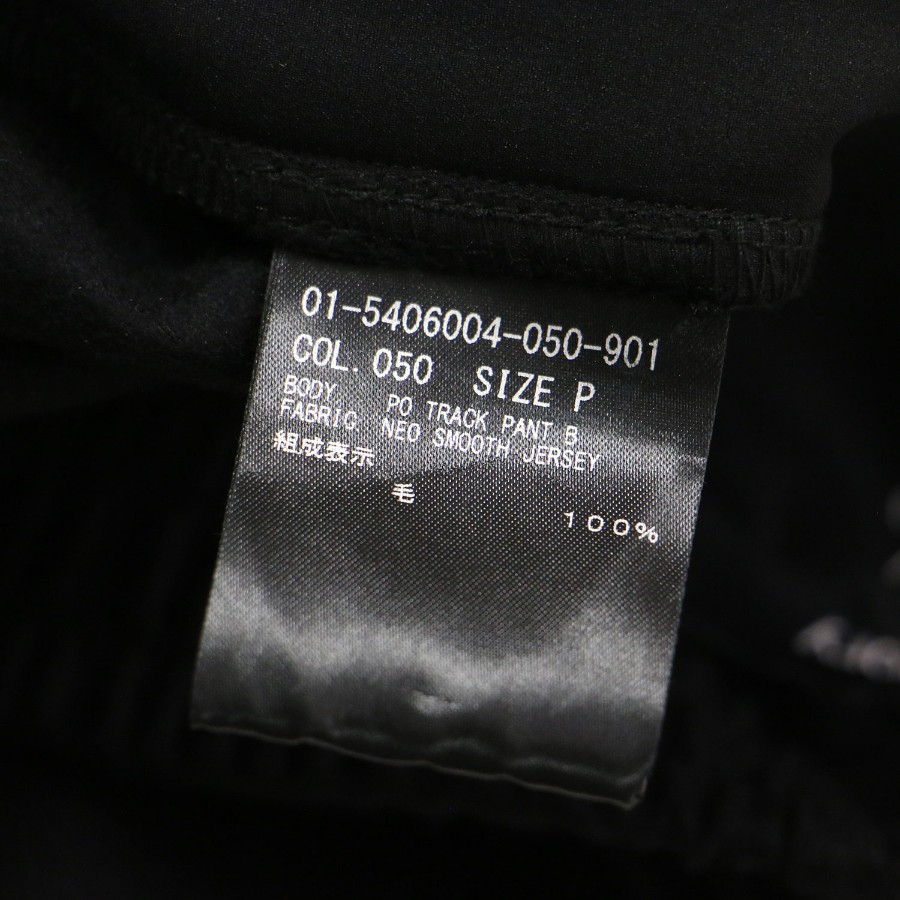 01-5406004-050-901
COL. 050 SIZE P
BODY PO TRACK PANT B
FABRIC NEO SMOOTH JERSEY
組成表示
毛
100%